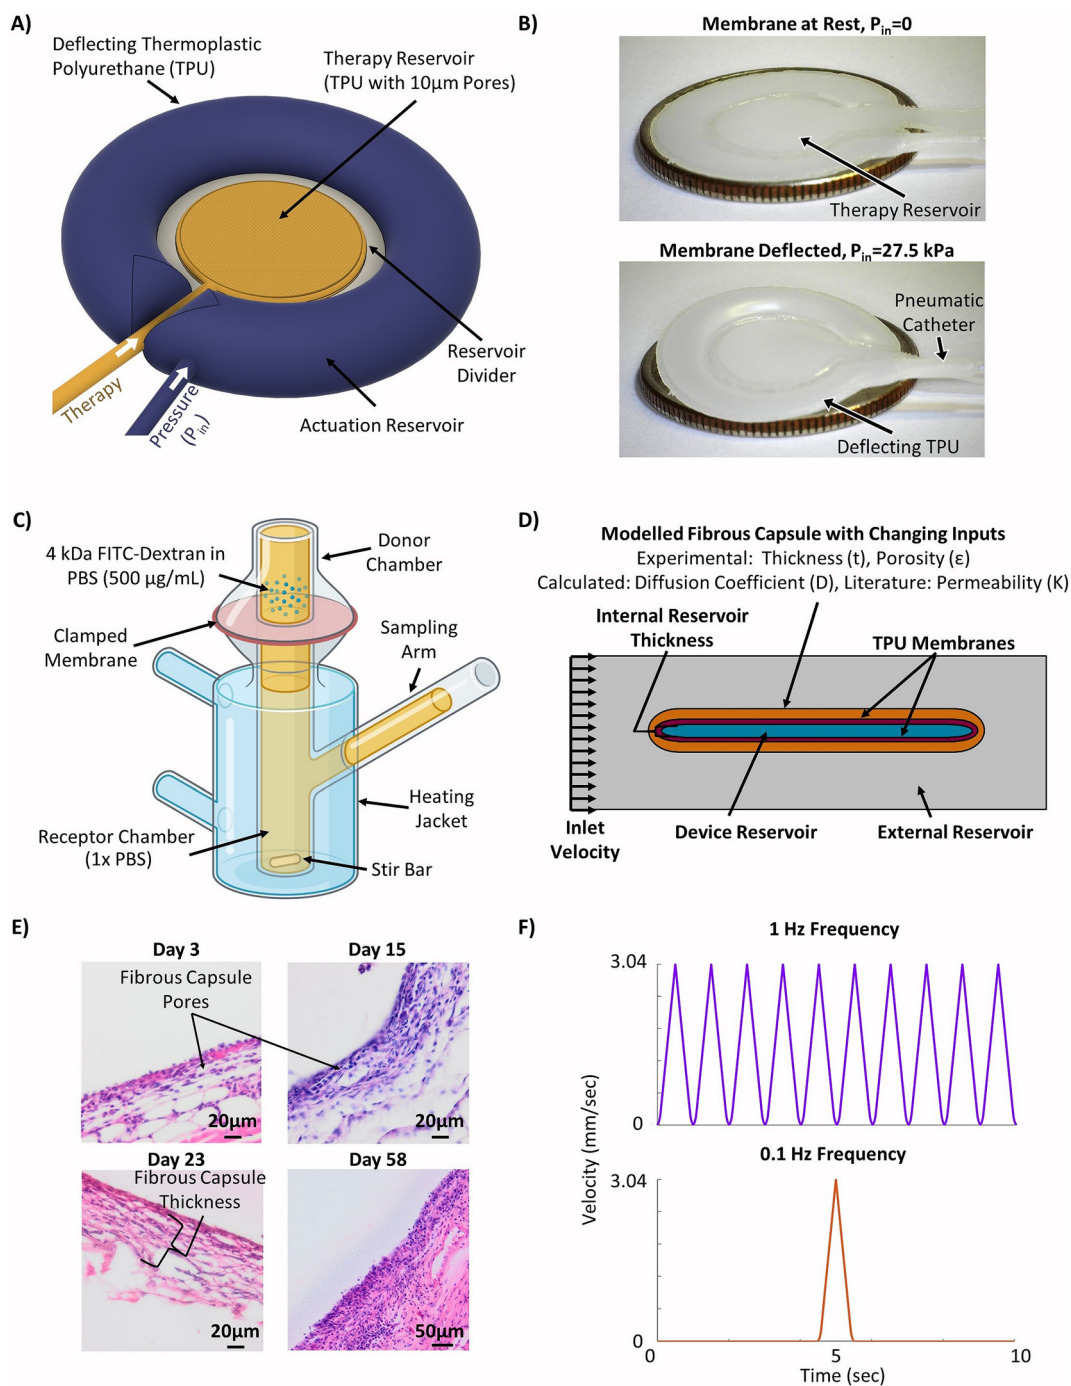 A)
Deflecting Thermoplastic
Polyurethane (TPU)
Therapy Reservoir
(TPU with 10µm Pores)
Reservoir
Divider
Actuation Reservoir
Therapy
Pressure
(Pin)
B)
Membrane at Rest, Pin=0
Therapy Reservoir
Membrane Deflected, Pin=27.5 kPa
Pneumatic
Catheter
Deflecting TPU
C)
4 kDa FITC-Dextran in
PBS (500 µg/mL)
Donor
Chamber
Clamped
Membrane
Sampling
Arm
Receptor Chamber
(1x PBS)
Heating
Jacket
Stir Bar
D)
Modelled Fibrous Capsule with Changing Inputs
Experimental: Thickness (t), Porosity (ε)
Calculated: Diffusion Coefficient (D), Literature: Permeability (K)
Internal Reservoir
Thickness
TPU Membranes
Inlet
Velocity
Device Reservoir
External Reservoir
E)
Day 3
Day 15
Fibrous Capsule
Pores
20µm
20µm
Day 23
Day 58
Fibrous Capsule
Thickness
20µm
50µm
F)
1 Hz Frequency
3.04
0
0.1 Hz Frequency
3.04
0
Velocity (mm/sec)
0
5
10
Time (sec)